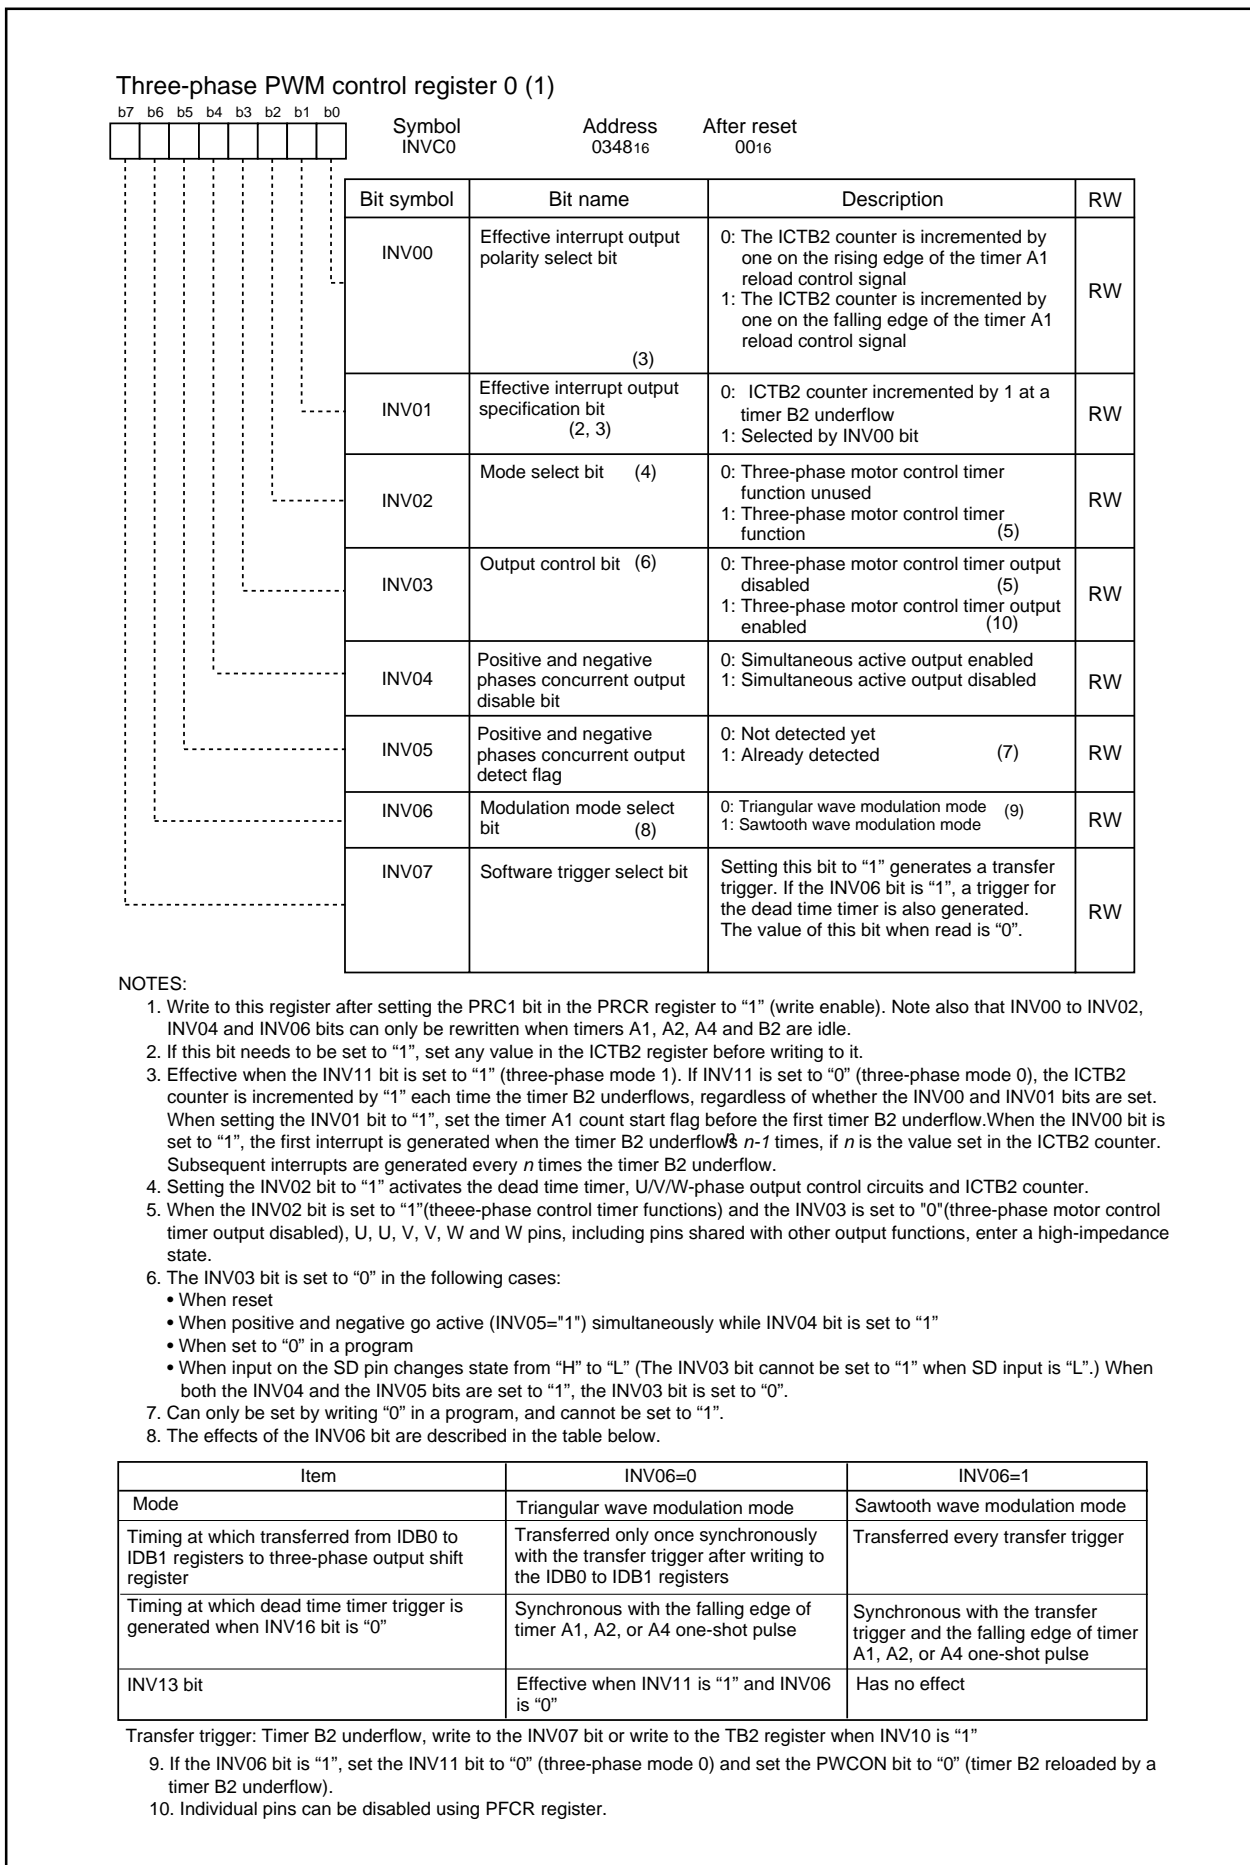 Three-phase PWM control register 0 (1)
b7 b6 b5 b4 b3 b2 b1 b0
Symbol Address After reset
INVC0 034816 0016
Bit symbol Bit name Description RW
INV00 Effective interrupt output polarity select bit (3)
0: The ICTB2 counter is incremented by
one on the rising edge of the timer A1
reload control signal
1: The ICTB2 counter is incremented by
one on the falling edge of the timer A1
reload control signal
RW
INV01 Effective interrupt output specification bit (2, 3)
0: ICTB2 counter incremented by 1 at a
timer B2 underflow
1: Selected by INV00 bit
RW
INV02 Mode select bit (4)
0: Three-phase motor control timer
function unused
1: Three-phase motor control timer
function (5)
RW
INV03 Output control bit (6)
0: Three-phase motor control timer output
disabled (5)
1: Three-phase motor control timer output
enabled (10)
RW
INV04 Positive and negative phases concurrent output disable bit
0: Simultaneous active output enabled
1: Simultaneous active output disabled
RW
INV05 Positive and negative phases concurrent output detect flag
0: Not detected yet
1: Already detected (7)
RW
INV06 Modulation mode select bit (8)
0: Triangular wave modulation mode (9)
1: Sawtooth wave modulation mode
RW
INV07 Software trigger select bit
Setting this bit to “1” generates a transfer
trigger. If the INV06 bit is “1”, a trigger for
the dead time timer is also generated.
The value of this bit when read is “0”.
RW
NOTES:
1. Write to this register after setting the PRC1 bit in the PRCR register to “1” (write enable). Note also that INV00 to INV02,
INV04 and INV06 bits can only be rewritten when timers A1, A2, A4 and B2 are idle.
2. If this bit needs to be set to “1”, set any value in the ICTB2 register before writing to it.
3. Effective when the INV11 bit is set to “1” (three-phase mode 1). If INV11 is set to “0” (three-phase mode 0), the ICTB2
counter is incremented by “1” each time the timer B2 underflows, regardless of whether the INV00 and INV01 bits are set.
When setting the INV01 bit to “1”, set the timer A1 count start flag before the first timer B2 underflow.When the INV00 bit is
set to “1”, the first interrupt is generated when the timer B2 underflows n-1 times, if n is the value set in the ICTB2 counter.
Subsequent interrupts are generated every n times the timer B2 underflow.
4. Setting the INV02 bit to “1” activates the dead time timer, U/V/W-phase output control circuits and ICTB2 counter.
5. When the INV02 bit is set to “1”(theee-phase control timer functions) and the INV03 is set to "0"(three-phase motor control
timer output disabled), U, U, V, V, W and W pins, including pins shared with other output functions, enter a high-impedance
state.
6. The INV03 bit is set to “0” in the following cases:
• When reset
• When positive and negative go active (INV05="1") simultaneously while INV04 bit is set to “1”
• When set to “0” in a program
• When input on the SD pin changes state from “H” to “L” (The INV03 bit cannot be set to “1” when SD input is “L”.) When
both the INV04 and the INV05 bits are set to “1”, the INV03 bit is set to “0”.
7. Can only be set by writing “0” in a program, and cannot be set to “1”.
8. The effects of the INV06 bit are described in the table below.
Item INV06=0 INV06=1
Mode Triangular wave modulation mode Sawtooth wave modulation mode
Timing at which transferred from IDB0 to
IDB1 registers to three-phase output shift
register
Transferred only once synchronously
with the transfer trigger after writing to
the IDB0 to IDB1 registers
Transferred every transfer trigger
Timing at which dead time timer trigger is
generated when INV16 bit is “0”
Synchronous with the falling edge of
timer A1, A2, or A4 one-shot pulse
Synchronous with the transfer
trigger and the falling edge of timer
A1, A2, or A4 one-shot pulse
INV13 bit
Effective when INV11 is “1” and INV06
is “0”
Has no effect
Transfer trigger: Timer B2 underflow, write to the INV07 bit or write to the TB2 register when INV10 is “1”
9. If the INV06 bit is “1”, set the INV11 bit to “0” (three-phase mode 0) and set the PWCON bit to “0” (timer B2 reloaded by a
timer B2 underflow).
10. Individual pins can be disabled using PFCR register.